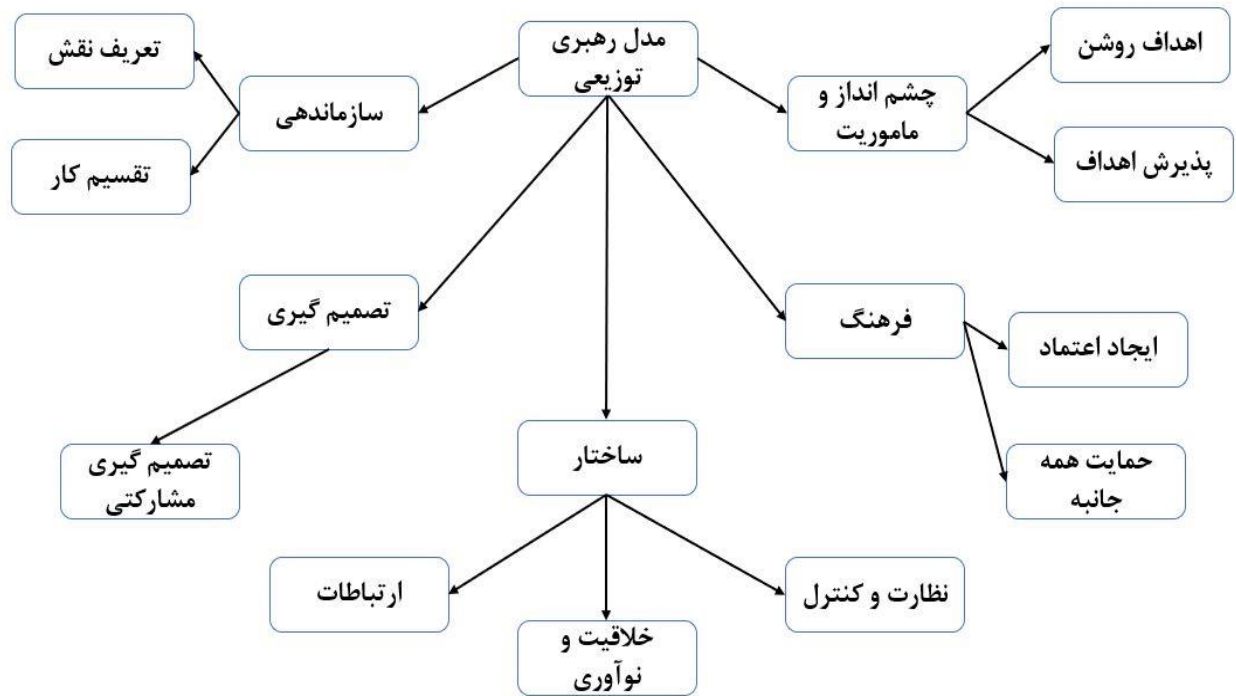 مدل رهبری
توزیعی
اهداف روشن
تعریف نقش
چشم انداز و
ماموریت
سازماندهی
پذیرش اهداف
تقسیم کار
فرهنگ
تصمیم گیری
ایجاد اعتماد
ساختار
حمایت همه
جانبه
تصمیم گیری
مشارکتی
نظارت و کنترل
ارتباطات
خلاقیت و
نوآوری